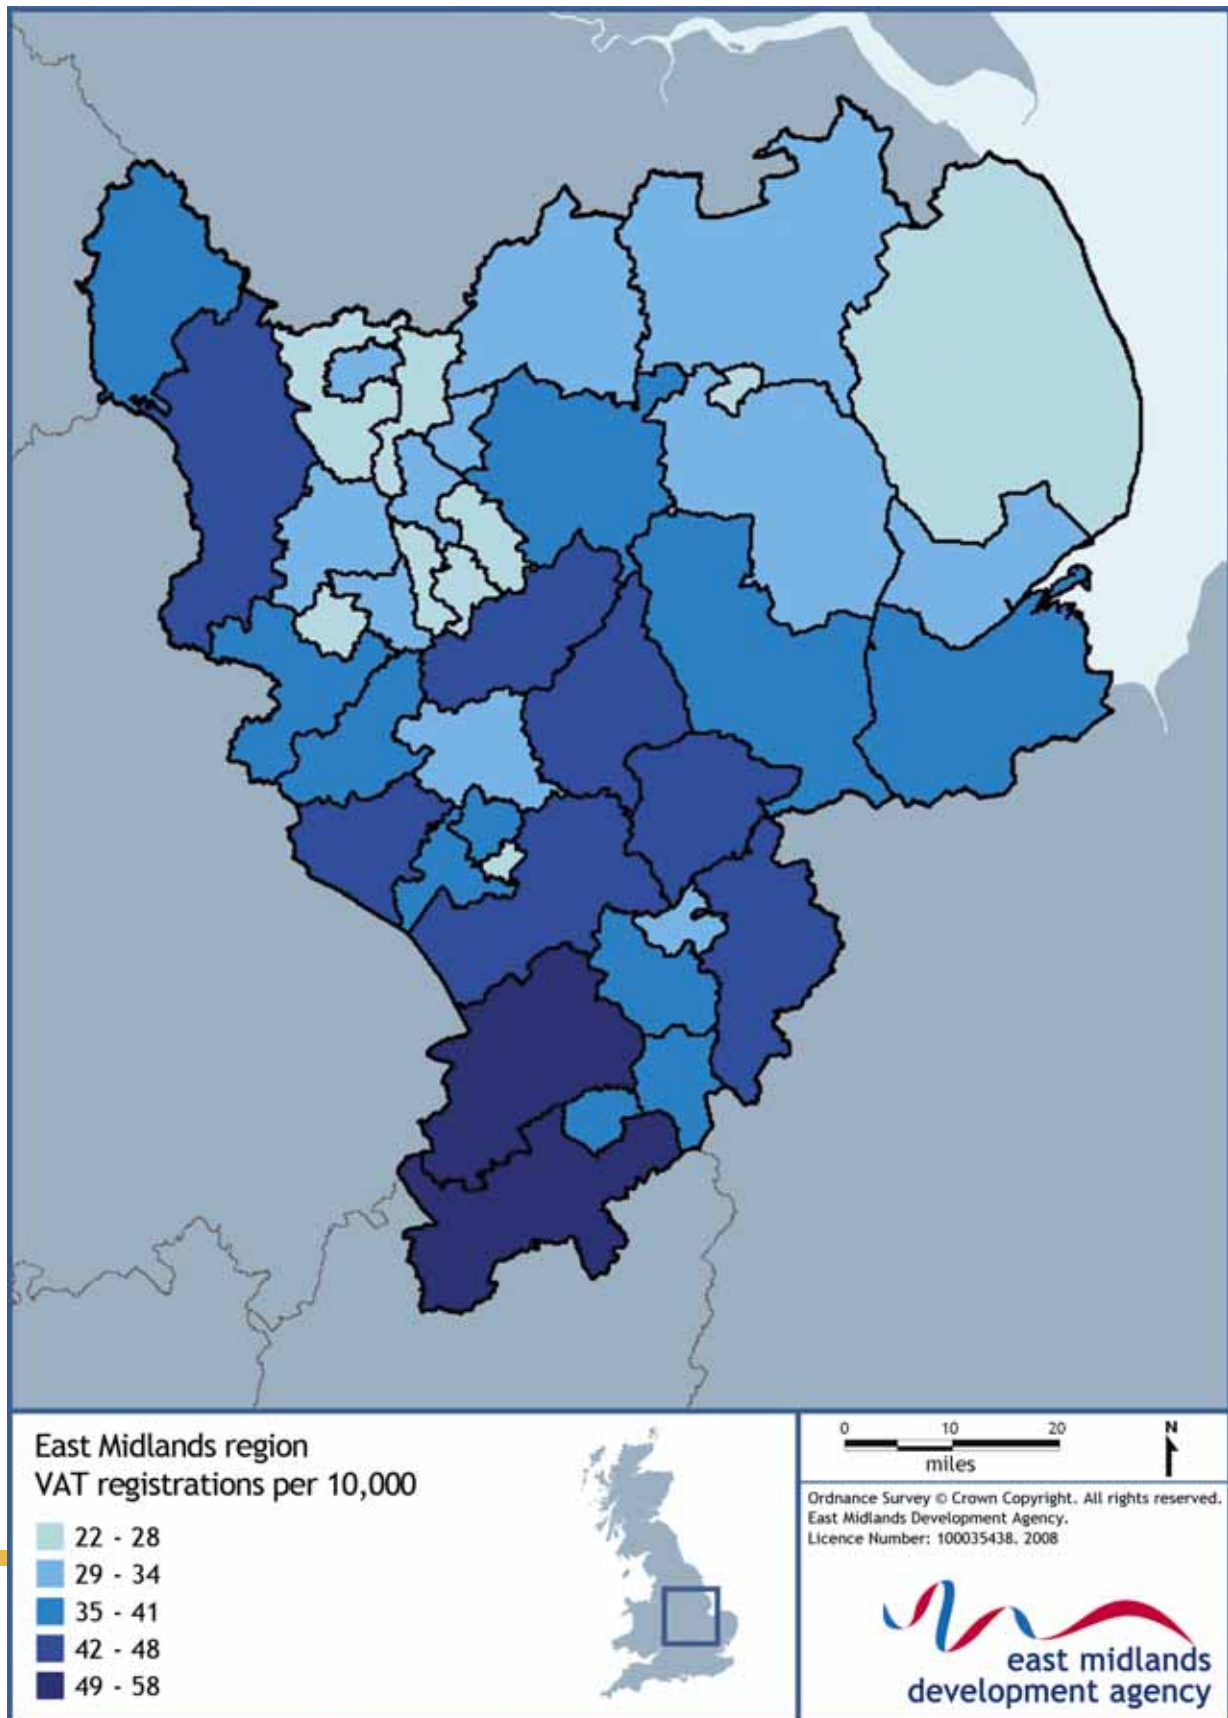 East Midlands region
VAT registrations per 10,000
22 - 28
29 - 34
35 - 41
42 - 48
49 - 58
0 10 20
miles
N
Ordnance Survey © Crown Copyright. All rights reserved.
East Midlands Development Agency.
Licence Number: 100035438. 2008
east midlands
development agency